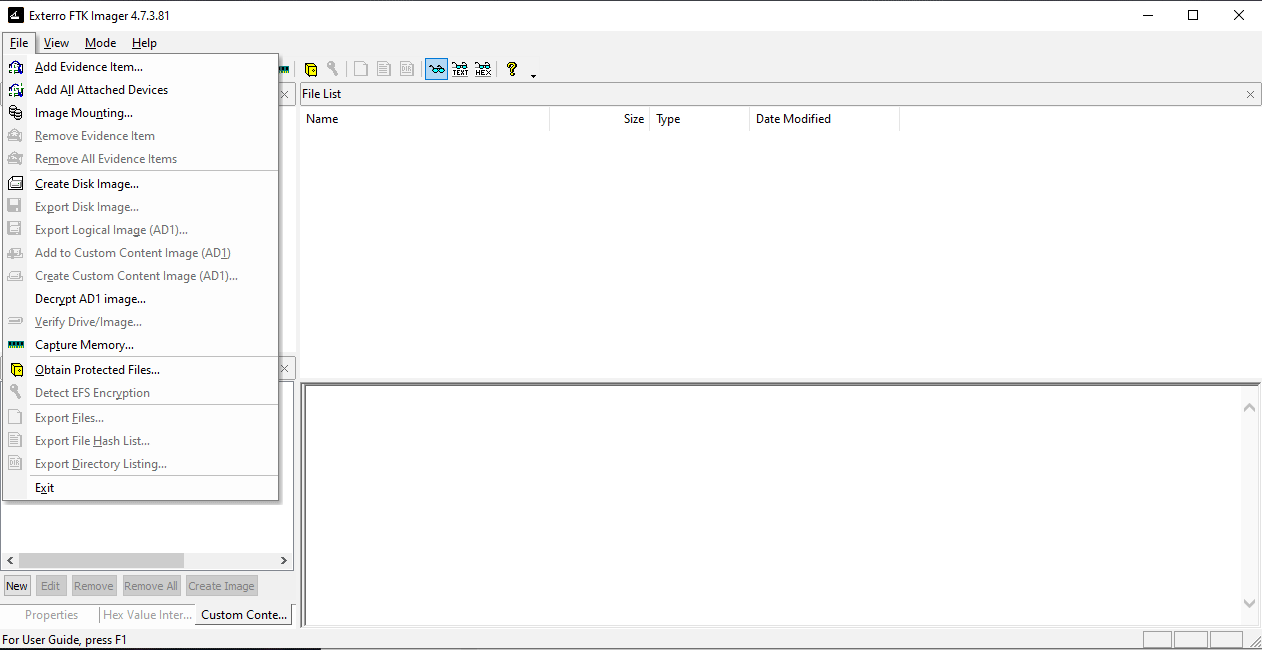 Exterro FTK Imager 4.7.3.81
File View Mode Help
Add Evidence Item...
Add All Attached Devices
Image Mounting...
Remove Evidence Item
Remove All Evidence Items
Create Disk Image...
Export Disk Image...
Export Logical Image (AD1)...
Add to Custom Content Image (AD1)
Create Custom Content Image (AD1)...
Decrypt AD1 image...
Verify Drive/Image...
Capture Memory...
Obtain Protected Files...
Detect EFS Encryption
Export Files...
Export File Hash List...
Export Directory Listing...
Exit
TEXT HEX ?
File List
Name Size Type Date Modified
New Edit Remove Remove All Create Image
Properties Hex Value Inter... Custom Conte...
For User Guide, press F1